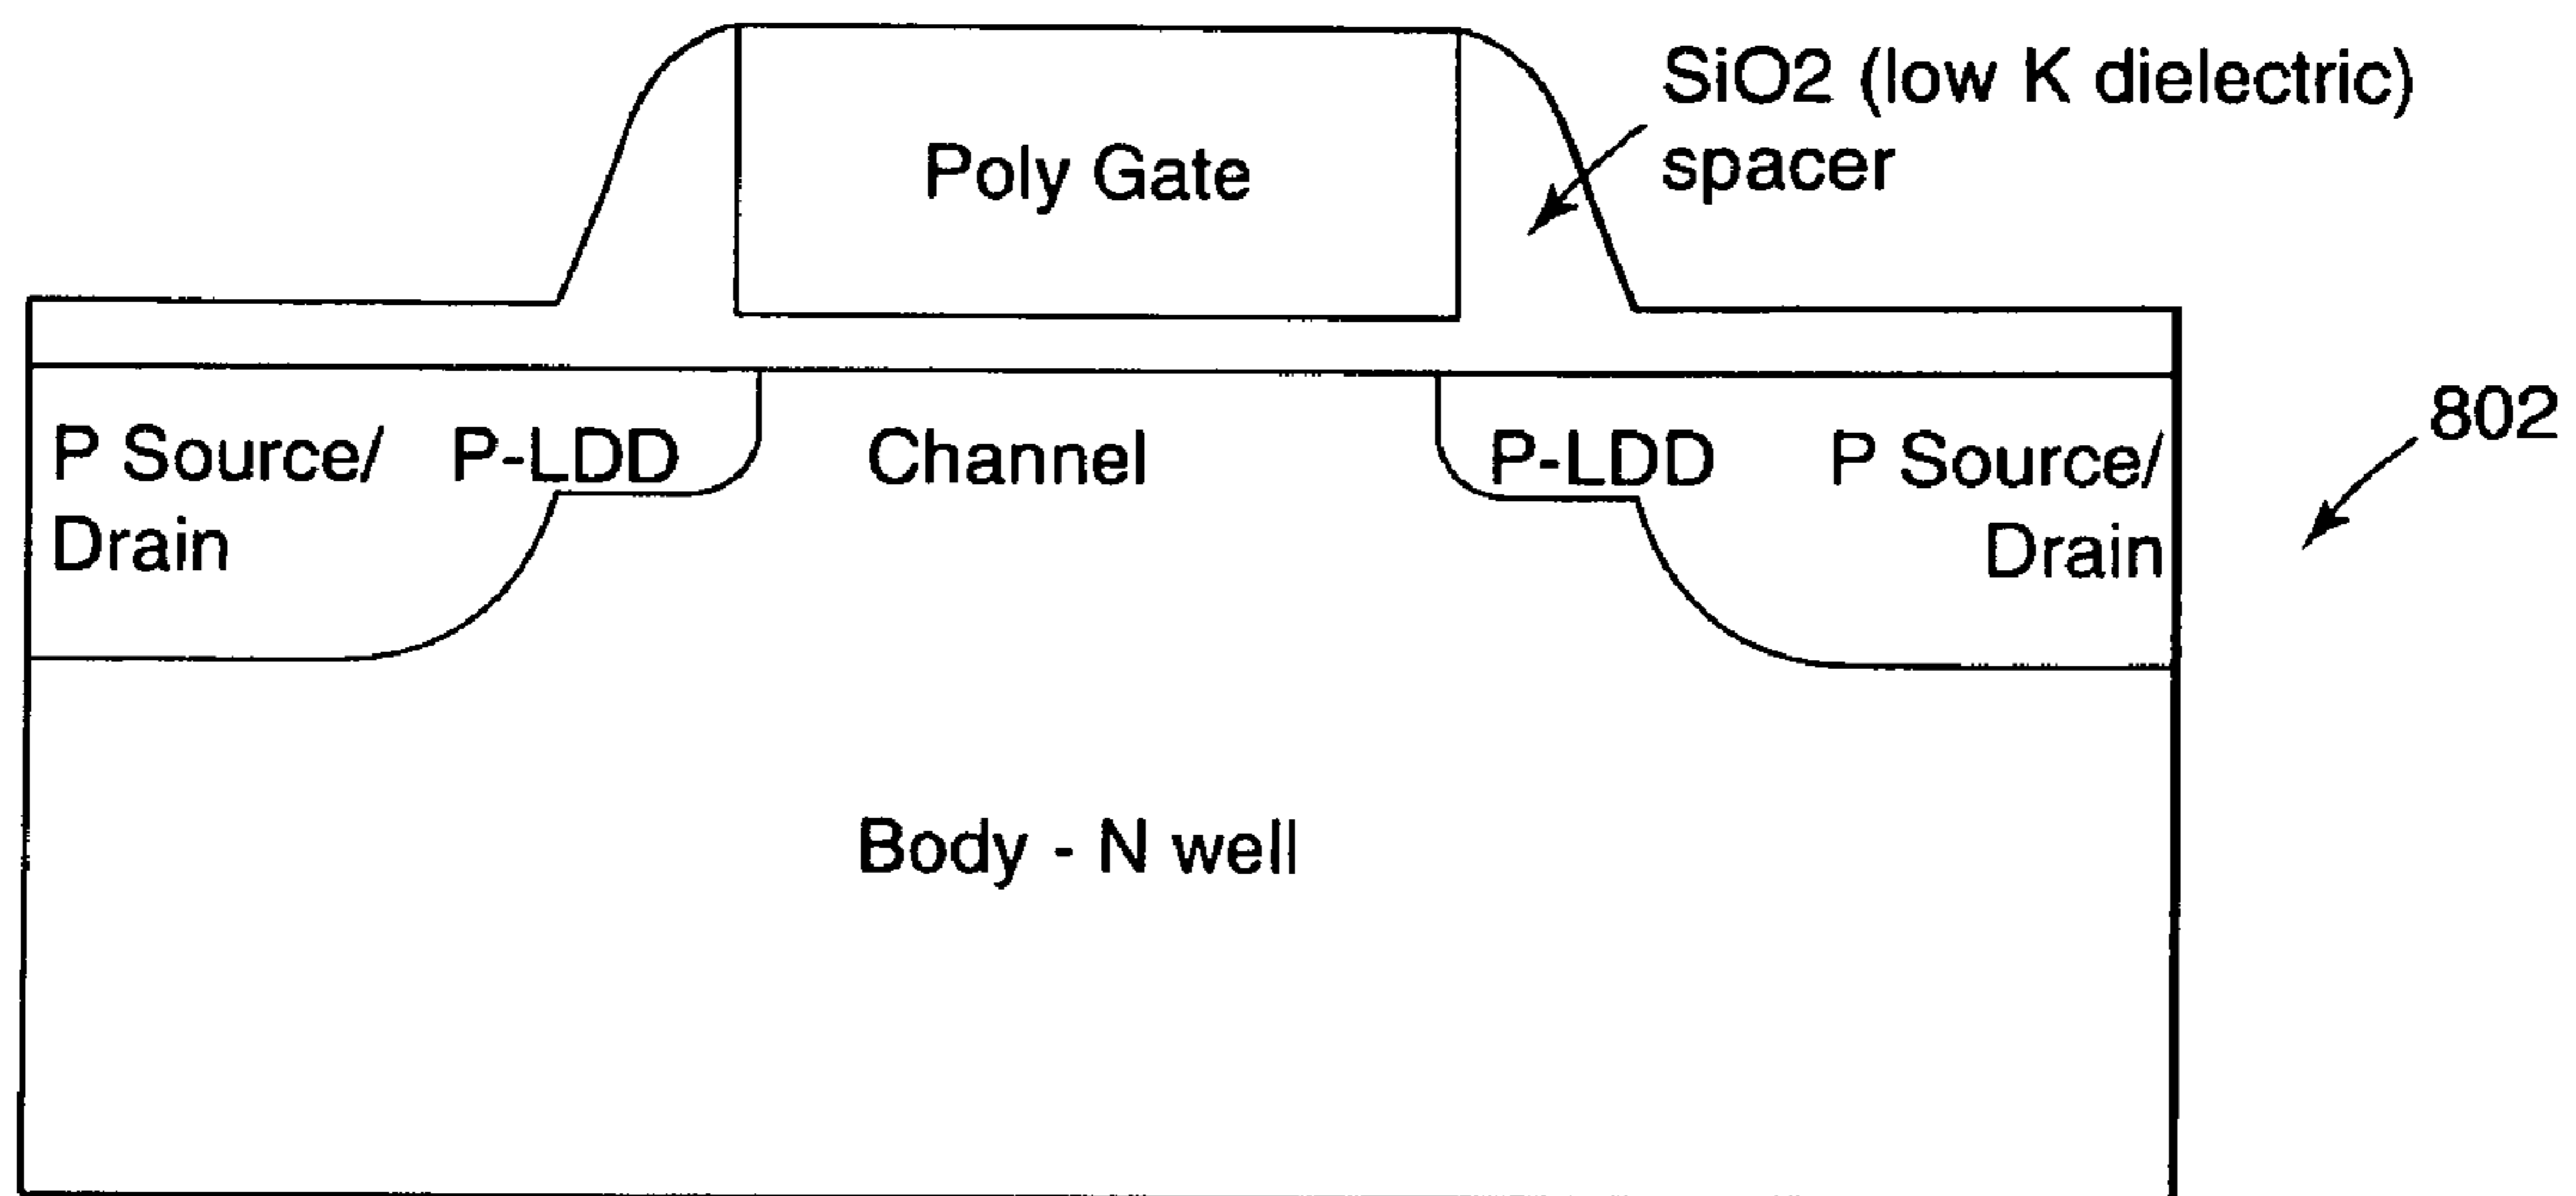 SiO2 (low K dielectric)
spacer
Poly Gate
802
P Source/
Drain
P-LDD
Channel
P-LDD
P Source/
Drain
Body - N well